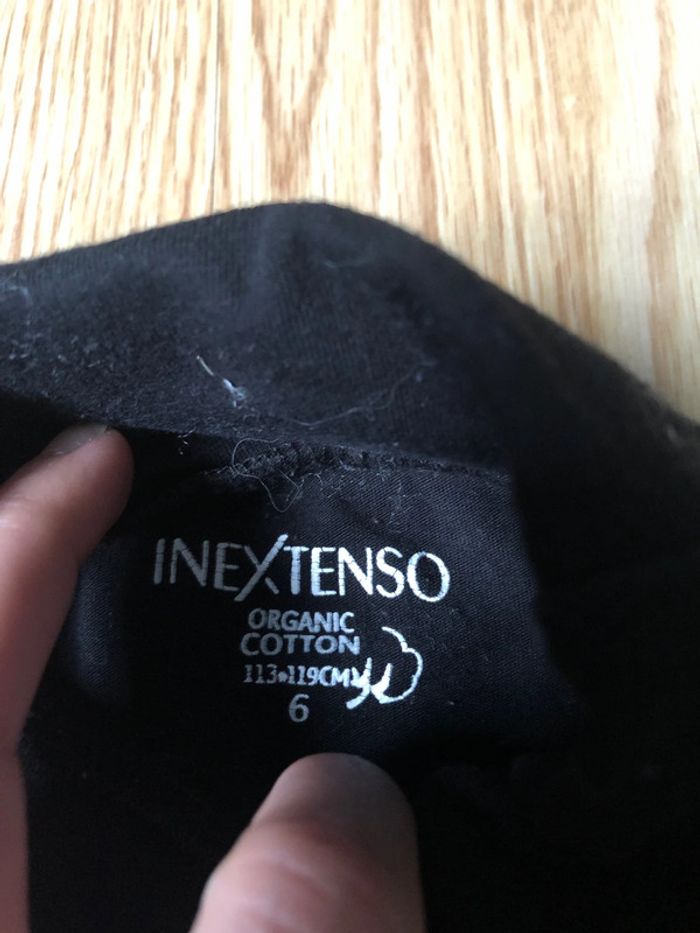 INEXTENSO
ORGANIC
COTTON
113•119CM
6